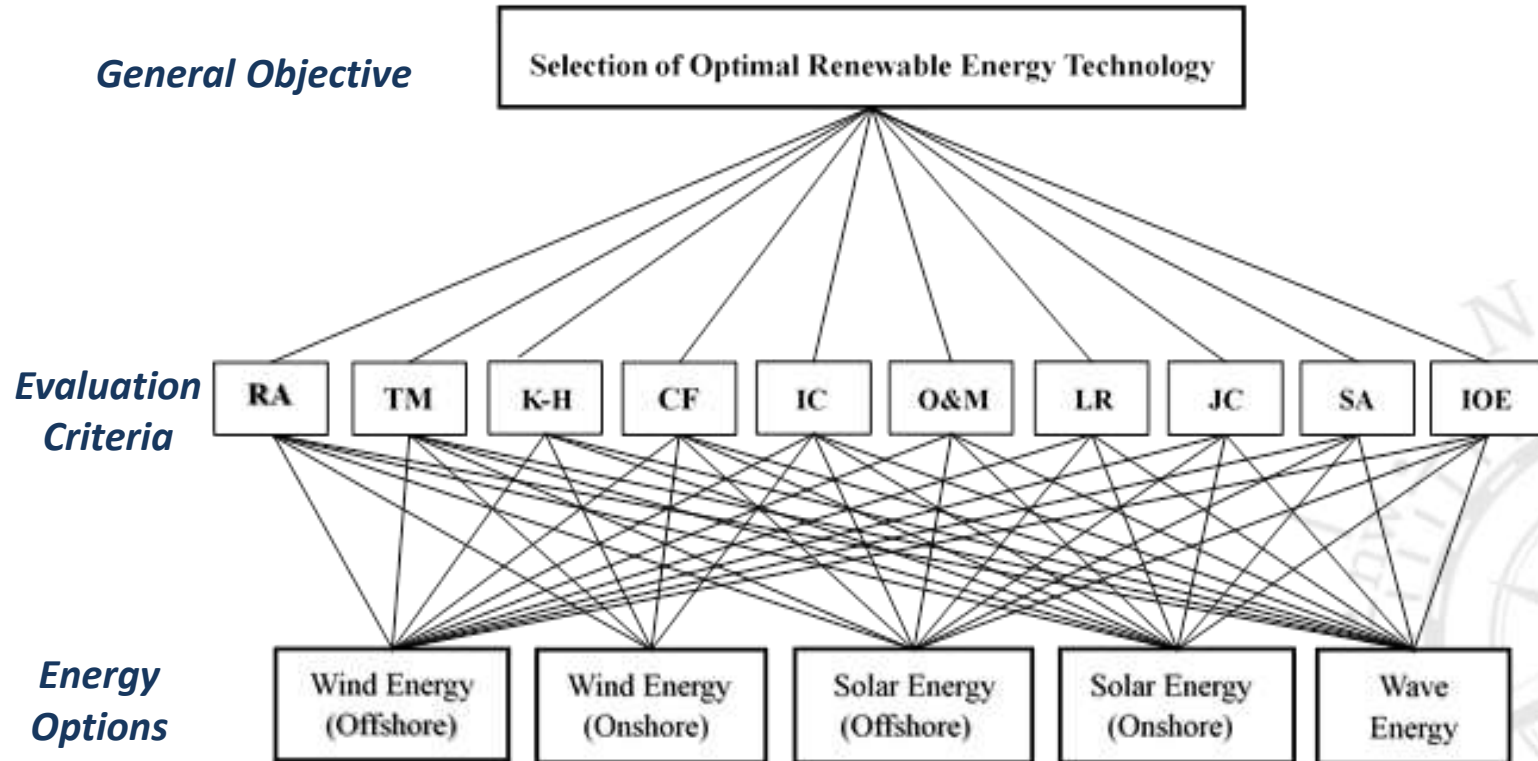 General Objective
Selection of Optimal Renewable Energy Technology
Evaluation
Criteria
RA
TM
K-H
CF
IC
O&M
LR
JC
SA
IOE
Energy
Options
Wind Energy
(Offshore)
Wind Energy
(Onshore)
Solar Energy
(Offshore)
Solar Energy
(Onshore)
Wave
Energy